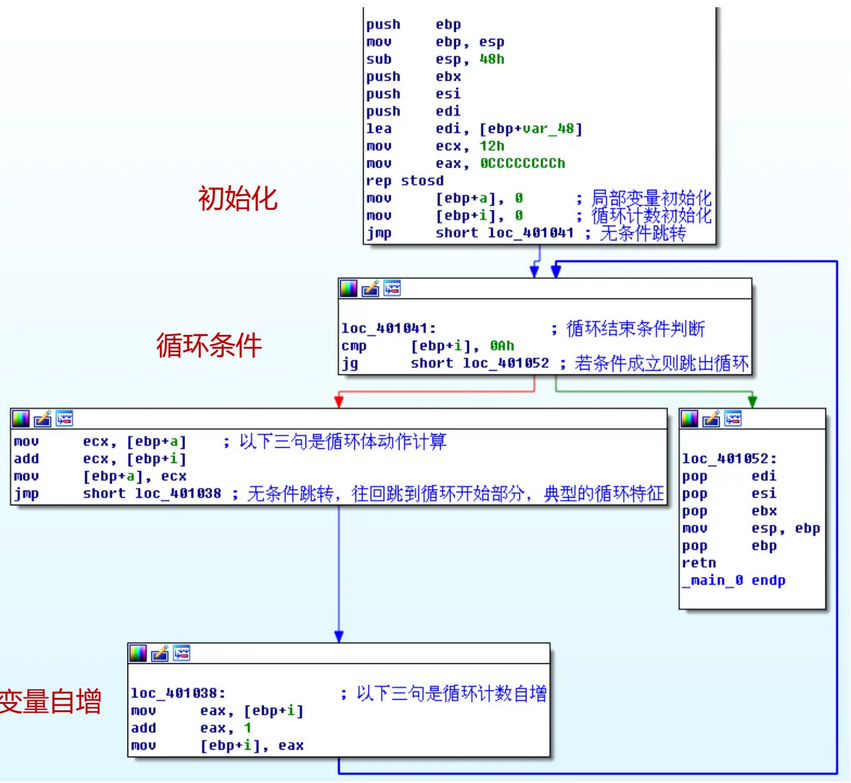 push ebp
mov ebp, esp
sub esp, 48h
push ebx
push esi
push edi
lea edi, [ebp+var_48]
mov ecx, 12h
mov eax, 0CCCCCCCCh
rep stosd
初始化
mov [ebp+a], 0 ; 局部变量初始化
mov [ebp+i], 0 ; 循环计数初始化
jmp short loc_401041 ; 无条件跳转
循环条件
loc_401041: ; 循环结束条件判断
cmp [ebp+i], 0Ah
jg short loc_401052 ; 若条件成立则跳出循环
mov ecx, [ebp+a] ; 以下三句是循环体动作计算
add ecx, [ebp+i]
mov [ebp+a], ecx
jmp short loc_401038 ; 无条件跳转，往回跳到循环开始部分，典型的循环特征
loc_401052:
pop edi
pop esi
pop ebx
mov esp, ebp
pop ebp
retn
_main_0 endp
变量自增
loc_401038: ; 以下三句是循环计数自增
mov eax, [ebp+i]
add eax, 1
mov [ebp+i], eax